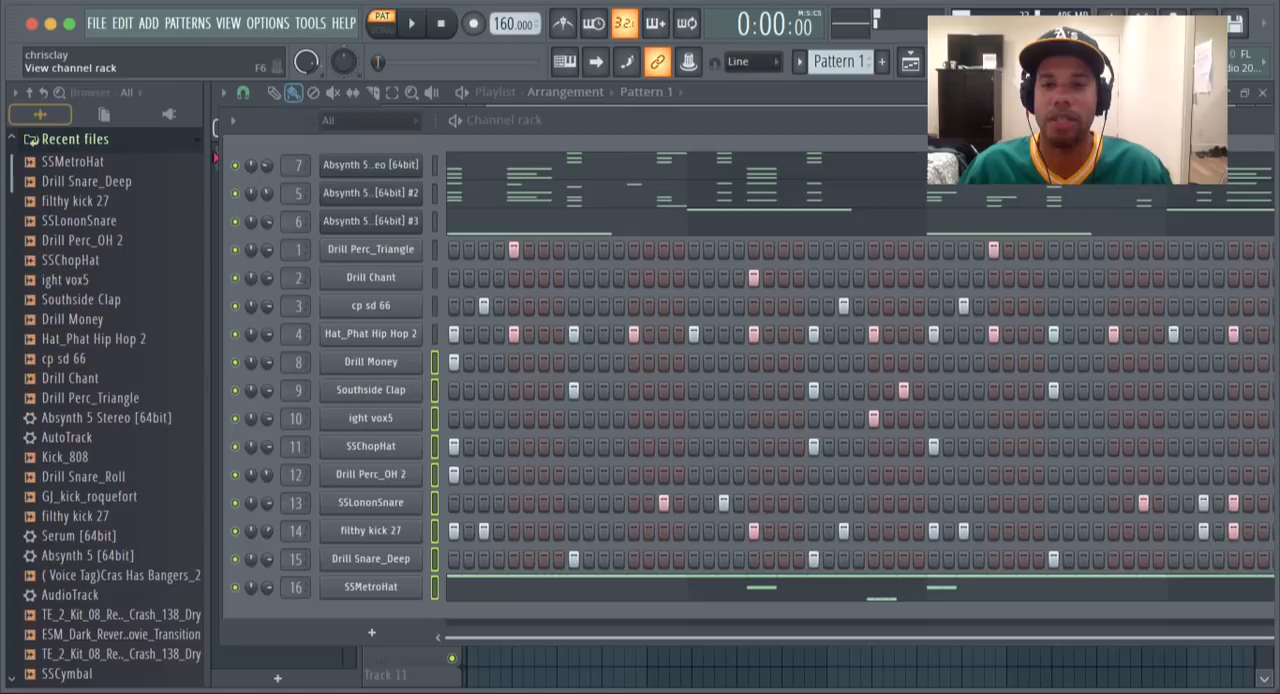 FILE EDIT ADD PATTERNS VIEW OPTIONS TOOLS HELP
PAT
160.000
3.2:
0:00:00
M:S:CS
chrisclay
View channel rack
F6
Line
Pattern 1
FL
Browser - All
Playlist - Arrangement › Pattern 1
All
Channel rack
Recent files
SSMetroHat
Drill Snare_Deep
filthy kick 27
SSLononSnare
Drill Perc_OH 2
SSChopHat
ight vox5
Southside Clap
Drill Money
Hat_Phat Hip Hop 2
cp sd 66
Drill Chant
Drill Perc_Triangle
Absynth 5 Stereo [64bit]
AutoTrack
Kick_808
Drill Snare_Roll
GJ_kick_roquefort
filthy kick 27
Serum [64bit]
Absynth 5 [64bit]
( Voice Tag)Cras Has Bangers_2
AudioTrack
TE_2_Kit_08_Re.._Crash_138_Dry
ESM_Dark_Rever..ovie_Transition
TE_2_Kit_08_Re.._Crash_138_Dry
SSCymbal
7 Absynth 5...eo [64bit]
5 Absynth 5..[64bit] #2
6 Absynth 5..[64bit] #3
1 Drill Perc_Triangle
2 Drill Chant
3 cp sd 66
4 Hat_Phat Hip Hop 2
8 Drill Money
9 Southside Clap
10 ight vox5
11 SSChopHat
12 Drill Perc_OH 2
13 SSLononSnare
14 filthy kick 27
15 Drill Snare_Deep
16 SSMetroHat
Track 11
A's